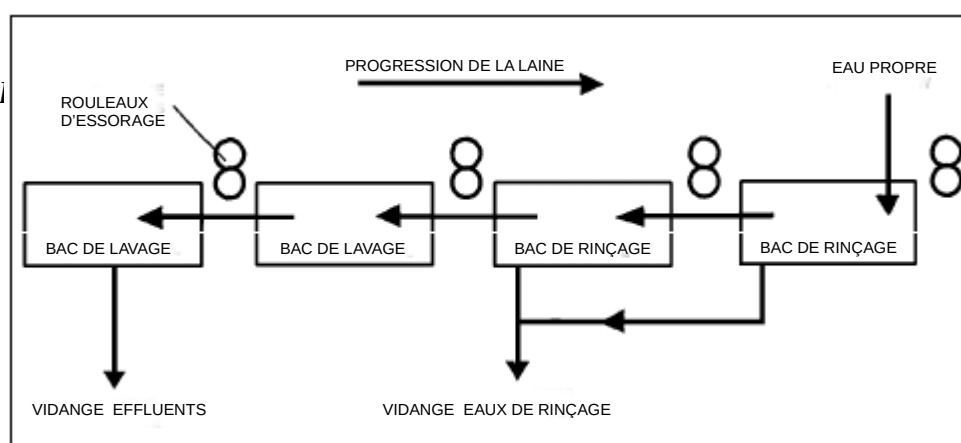 PROGRESSION DE LA LAINE
EAU PROPRE
ROULEAUX
D'ESSORAGE
BAC DE LAVAGE
BAC DE LAVAGE
BAC DE RINÇAGE
BAC DE RINÇAGE
VIDANGE EFFLUENTS
VIDANGE EAUX DE RINÇAGE